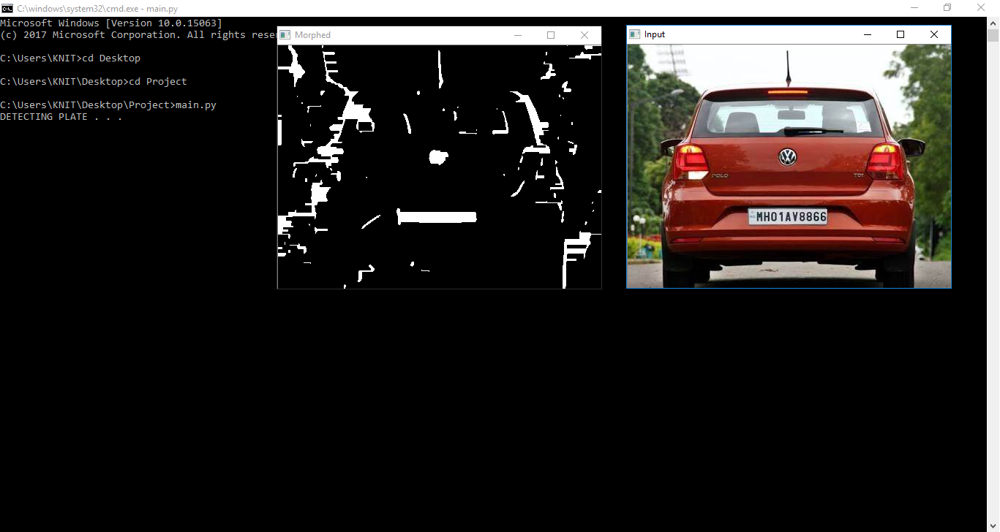 C:\windows\system32\cmd.exe - main.py
Microsoft Windows [Version 10.0.15063]
(c) 2017 Microsoft Corporation. All rights rese
C:\Users\KNIT>cd Desktop
C:\Users\KNIT\Desktop>cd Project
C:\Users\KNIT\Desktop\Project>main.py
DETECTING PLATE . . .
Morphed
Input
POLO
TDI
MH01AV8866